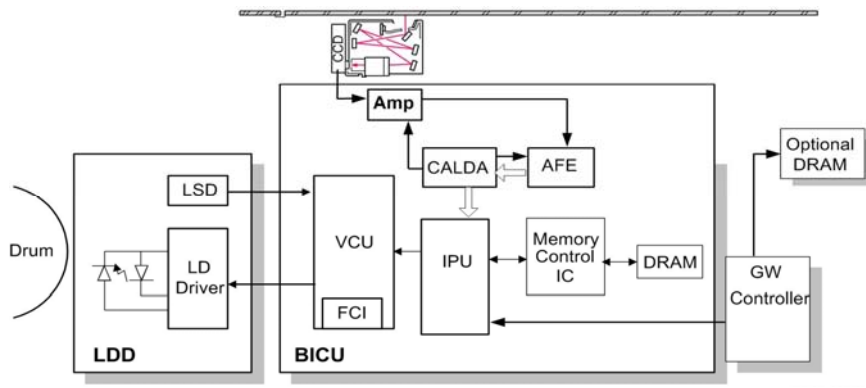 CCD
Amp
CALDA
AFE
Optional
DRAM
LSD
Drum
LD
Driver
VCU
FCI
IPU
Memory
Control
IC
DRAM
GW
Controller
LDD
BICU